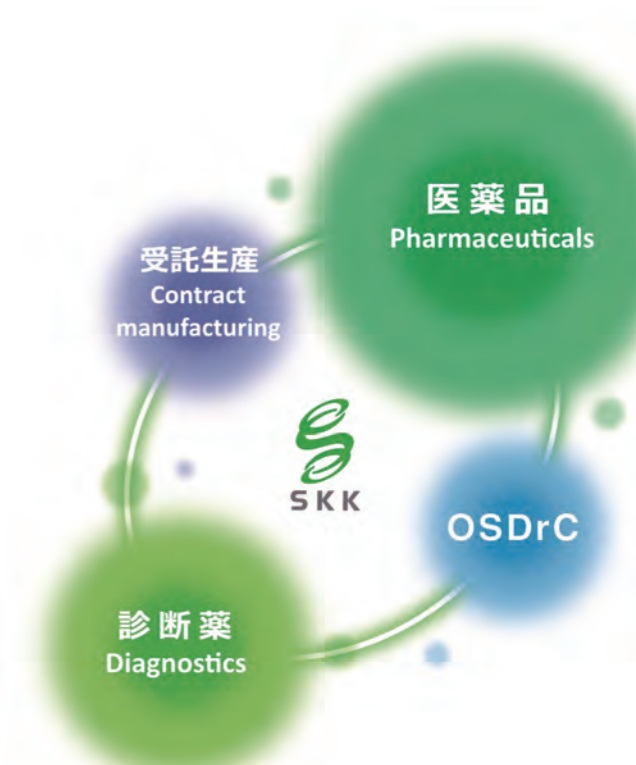 医薬品
Pharmaceuticals
受託生産
Contract
manufacturing
SKK
OSDrC
診断薬
Diagnostics